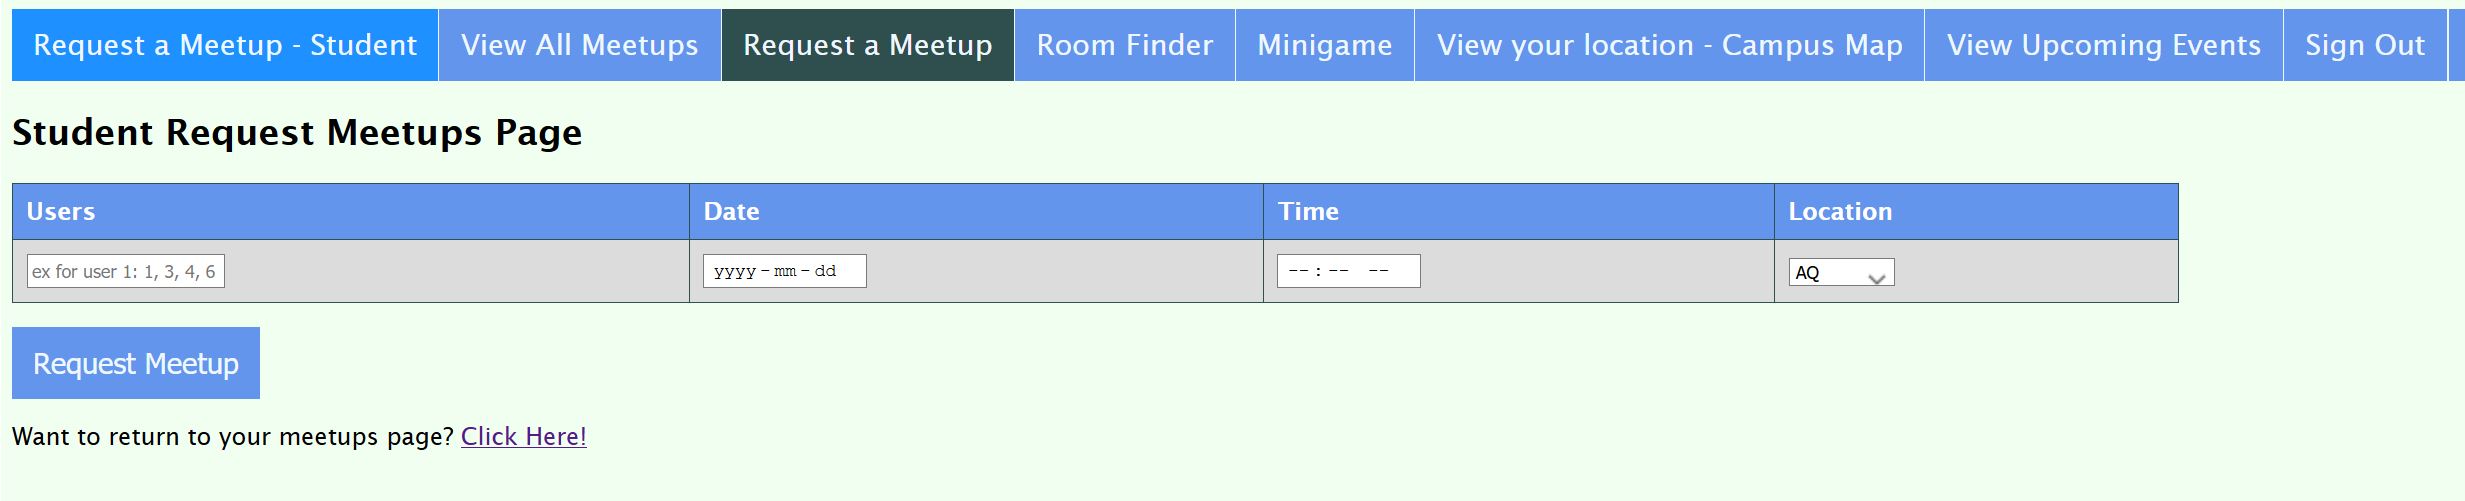 Request a Meetup - Student View All Meetups Request a Meetup Room Finder Minigame View your location - Campus Map View Upcoming Events Sign Out
Student Request Meetups Page
Users Date Time Location
ex for user 1: 1, 3, 4, 6 yyyy-mm-dd --:-- -- AQ
Request Meetup
Want to return to your meetups page? Click Here!